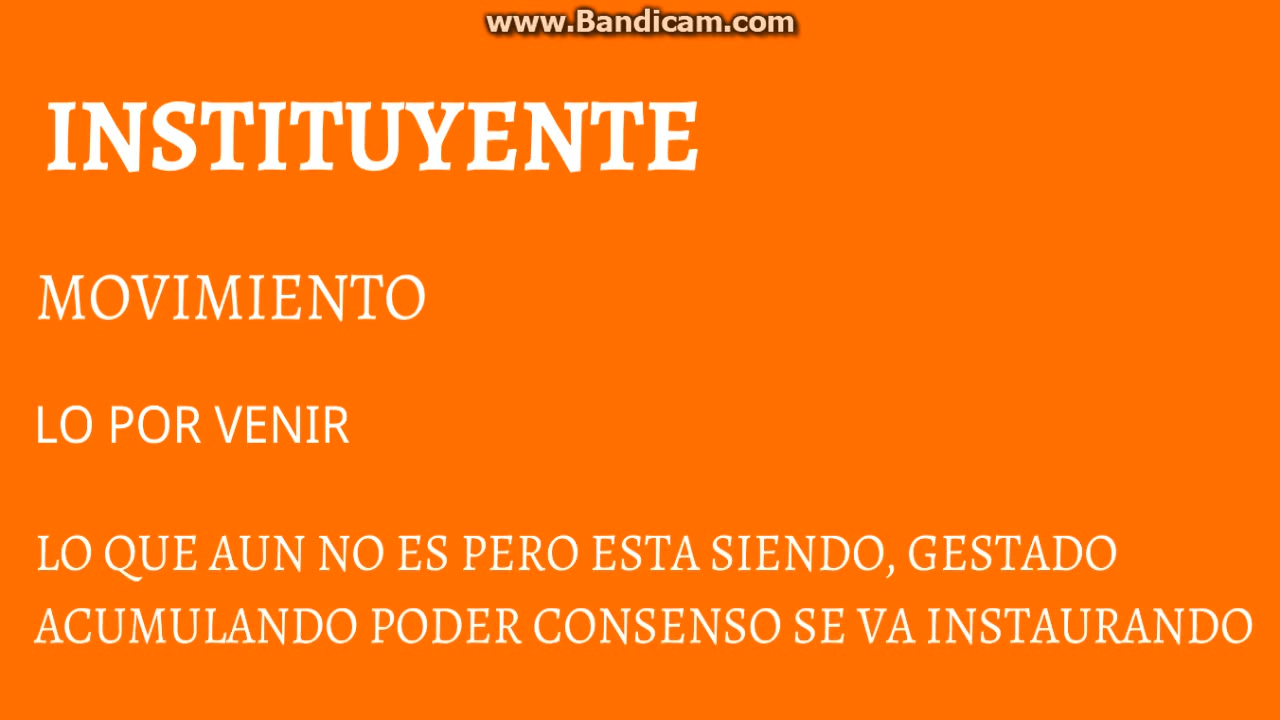 www.Bandicam.com
INSTITUYENTE
MOVIMIENTO
LO POR VENIR
LO QUE AUN NO ES PERO ESTA SIENDO, GESTADO
ACUMULANDO PODER CONSENSO SE VA INSTAURANDO